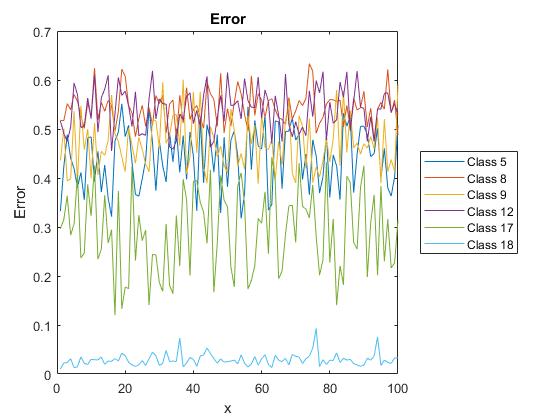 Error
0.7
0.6
0.5
0.4
0.3
0.2
0.1
0
Error
0 20 40 60 80 100
x
Class 5
Class 8
Class 9
Class 12
Class 17
Class 18